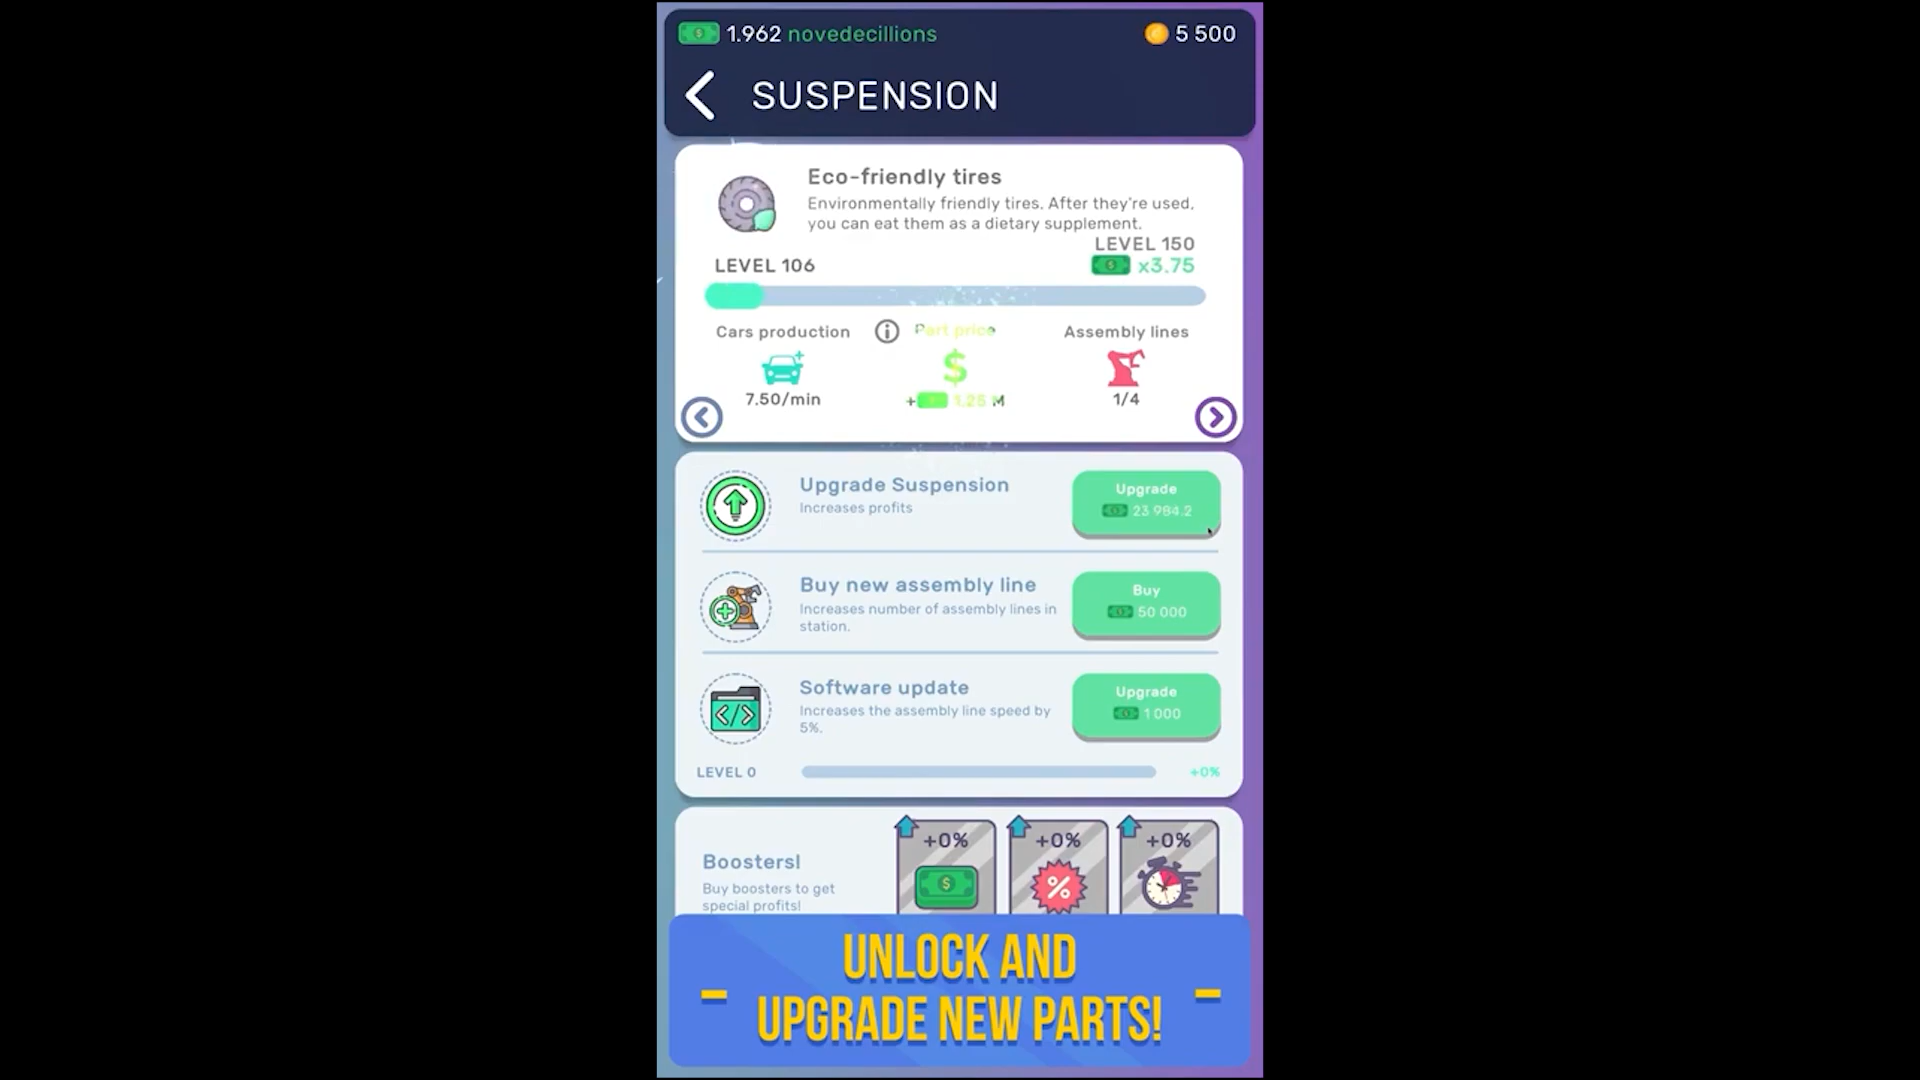 1.962 novedecillions
5 500
SUSPENSION
Eco-friendly tires
Environmentally friendly tires. After they're used,
you can eat them as a dietary supplement.
LEVEL 150
LEVEL 106
x3.75
Cars production
Part price
Assembly lines
7.50/min
+ 1.25 M
1/4
Upgrade Suspension
Increases profits
Upgrade
23 984.2
Buy new assembly line
Increases number of assembly lines in
station.
Buy
50 000
Software update
Increases the assembly line speed by
5%.
Upgrade
1 000
LEVEL 0
+0%
+0%
+0%
+0%
Boosters!
Buy boosters to get
special profits!
UNLOCK AND
UPGRADE NEW PARTS!